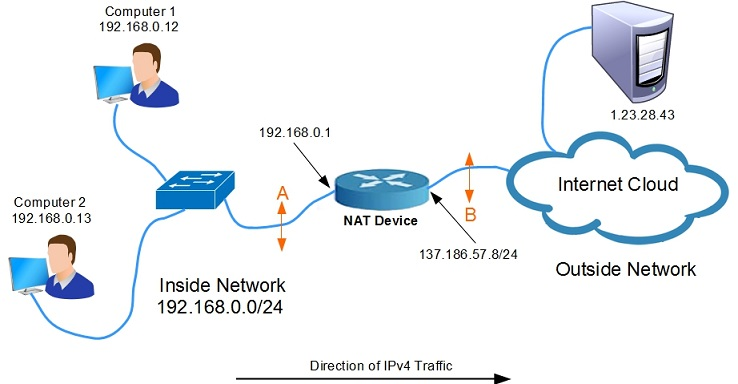 Computer 1
192.168.0.12
1.23.28.43
192.168.0.1
Internet Cloud
Computer 2
192.168.0.13
A
B
NAT Device
137.186.57.8/24
Outside Network
Inside Network
192.168.0.0/24
Direction of IPv4 Traffic